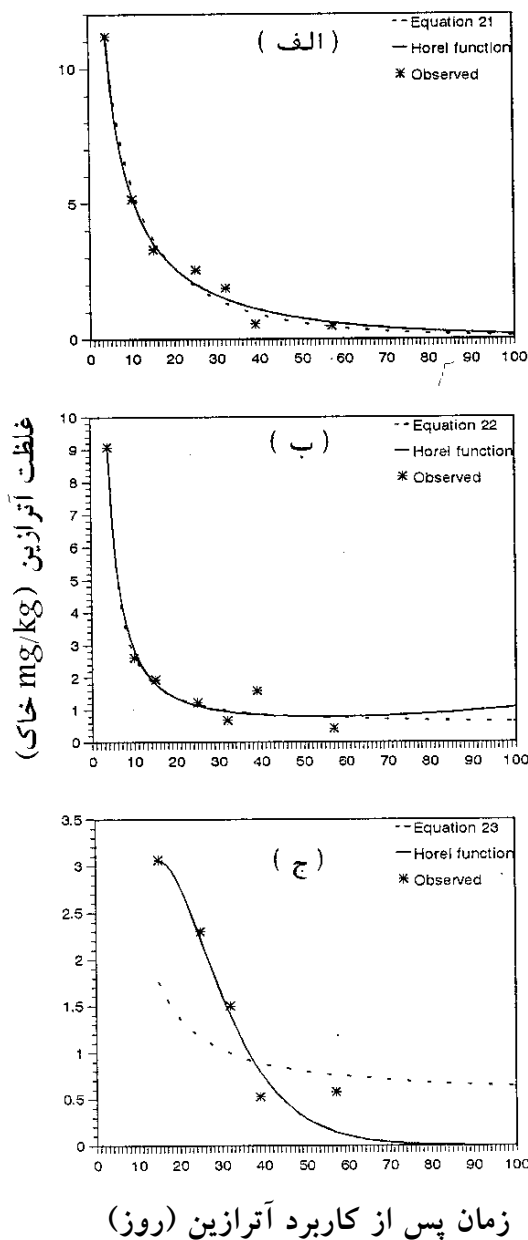 ( الف )
- - Equation 21
— Horel function
* Observed
10
5
0
0 10 20 30 40 50 60 70 80 90 100
( ب )
- - Equation 22
— Horel function
* Observed
10
9
8
7
6
5
4
3
2
1
0
0 10 20 30 40 50 60 70 80 90 100
( ج )
- - Equation 23
— Horel function
* Observed
3.5
3
2.5
2
1.5
1
0.5
0
0 10 20 30 40 50 60 70 80 90 100
غلظت آترازین (mg/kg خاک)
زمان پس از کاربرد آترازین (روز)